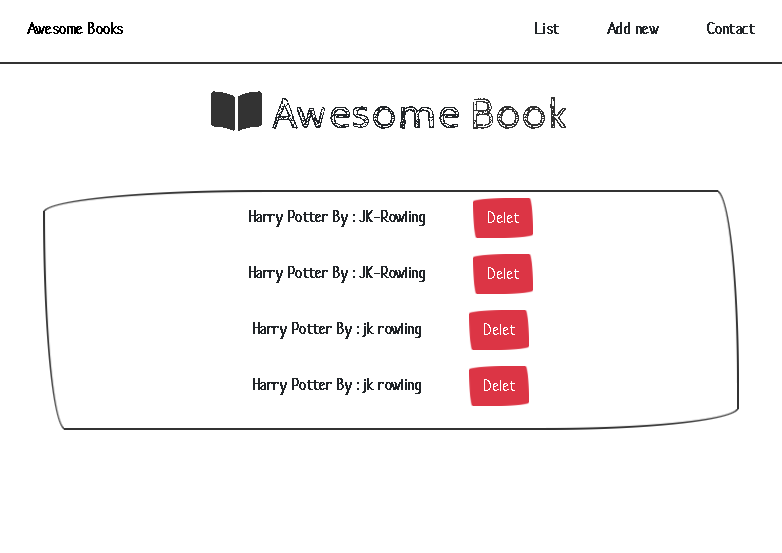 Awesome Books List Add new Contact
Awesome Book
Harry Potter By : JK-Rowling Delet
Harry Potter By : JK-Rowling Delet
Harry Potter By : jk rowling Delet
Harry Potter By : jk rowling Delet